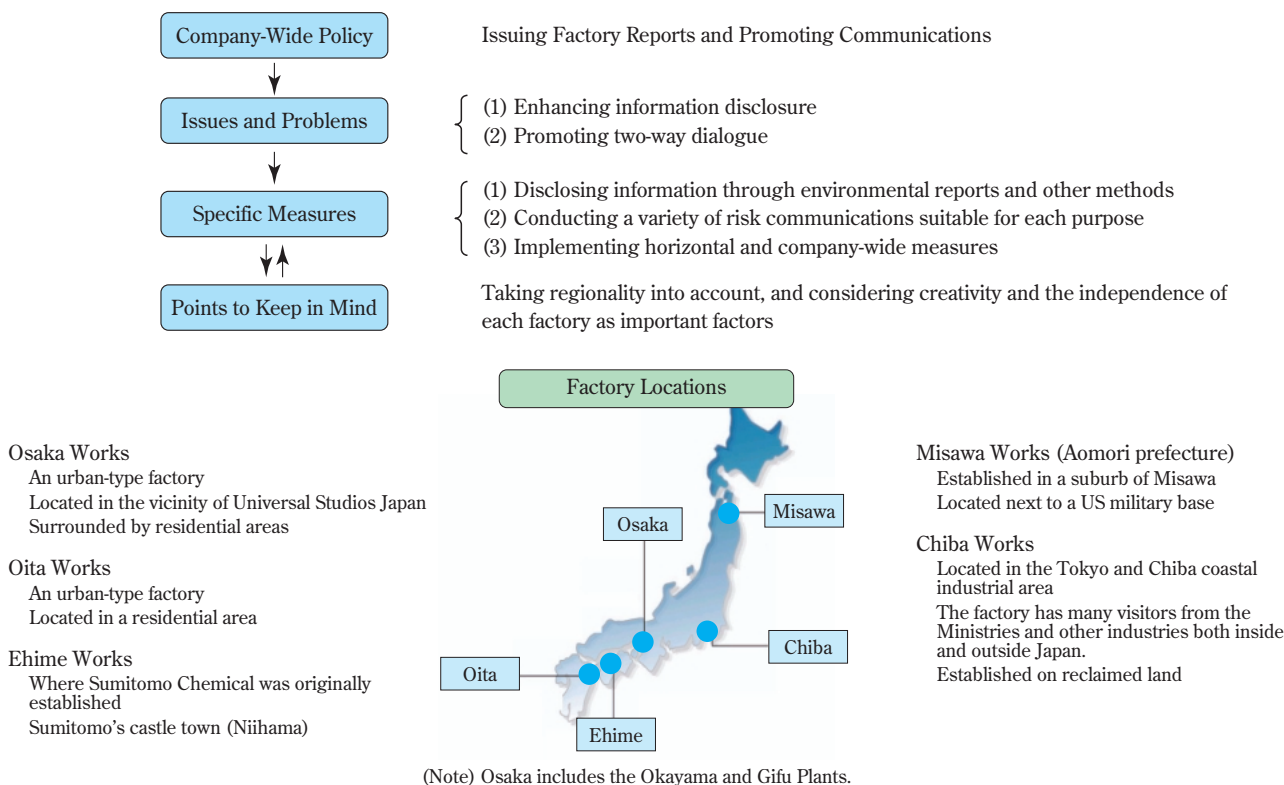 Company-Wide Policy
Issuing Factory Reports and Promoting Communications
Issues and Problems
(1) Enhancing information disclosure
(2) Promoting two-way dialogue
Specific Measures
(1) Disclosing information through environmental reports and other methods
(2) Conducting a variety of risk communications suitable for each purpose
(3) Implementing horizontal and company-wide measures
Points to Keep in Mind
Taking regionality into account, and considering creativity and the independence of
each factory as important factors
Factory Locations
Osaka Works
An urban-type factory
Located in the vicinity of Universal Studios Japan
Surrounded by residential areas
Oita Works
An urban-type factory
Located in a residential area
Ehime Works
Where Sumitomo Chemical was originally
established
Sumitomo's castle town (Niihama)
Osaka
Misawa
Chiba
Oita
Ehime
Misawa Works (Aomori prefecture)
Established in a suburb of Misawa
Located next to a US military base
Chiba Works
Located in the Tokyo and Chiba coastal
industrial area
The factory has many visitors from the
Ministries and other industries both inside
and outside Japan.
Established on reclaimed land
(Note) Osaka includes the Okayama and Gifu Plants.